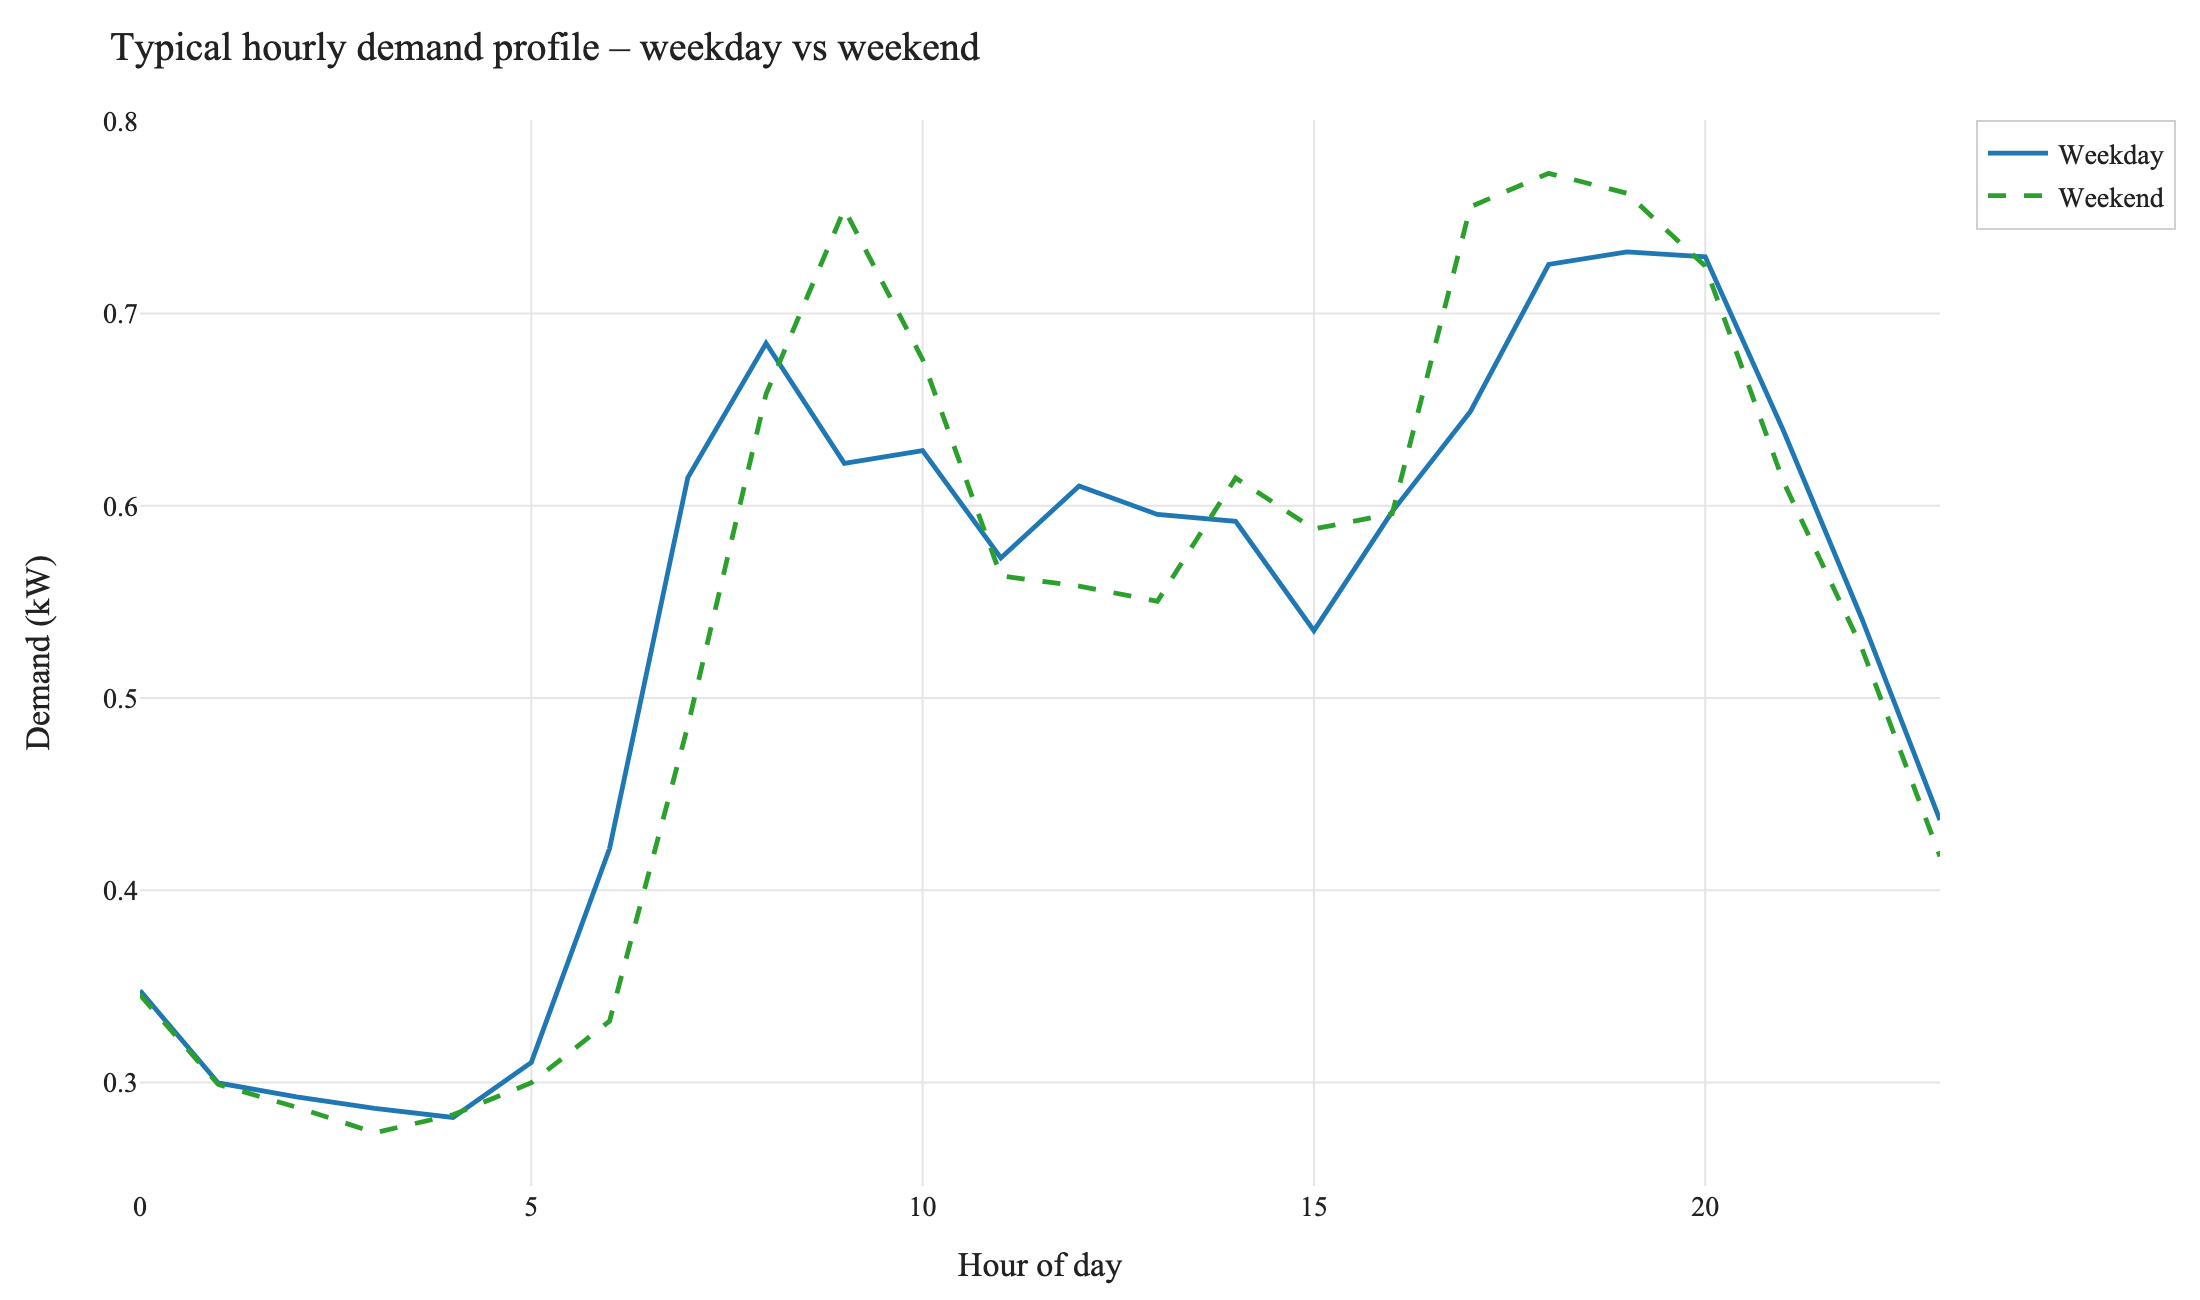 Typical hourly demand profile – weekday vs weekend
Weekday
Weekend
Demand (kW)
0.8
0.7
0.6
0.5
0.4
0.3
0 5 10 15 20
Hour of day